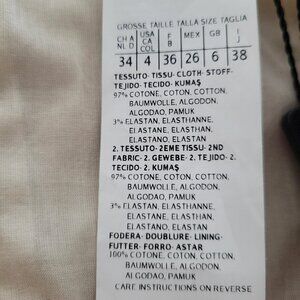 GROSSE TAILLE TALLA SIZE TAGLIA
CH A NL D USA CA COL F B MEX GB I J
34 4 36 26 6 38
TESSUTO· TISSU· CLOTH· STOFF·
TEJIDO· TECIDO· KUMAŞ
97% COTONE, COTON, COTTON,
BAUMWOLLE, ALGODON,
ALGODAO, PAMUK
3% ELASTAN, ELASTHANNE,
ELASTANE, ELASTHAN,
ELASTANO, ELASTAN
2. TESSUTO· 2EME TISSU· 2ND
FABRIC· 2. GEWEBE· 2. TEJIDO· 2.
TECIDO· 2. KUMAŞ
97% COTONE, COTON, COTTON,
BAUMWOLLE, ALGODON,
ALGODAO, PAMUK
3% ELASTAN, ELASTHANNE,
ELASTANE, ELASTHAN,
ELASTANO, ELASTAN
FODERA· DOUBLURE· LINING·
FUTTER· FORRO· ASTAR
100% COTONE, COTON, COTTON,
BAUMWOLLE, ALGODON,
ALGODAO, PAMUK
CARE INSTRUCTIONS ON REVERSE